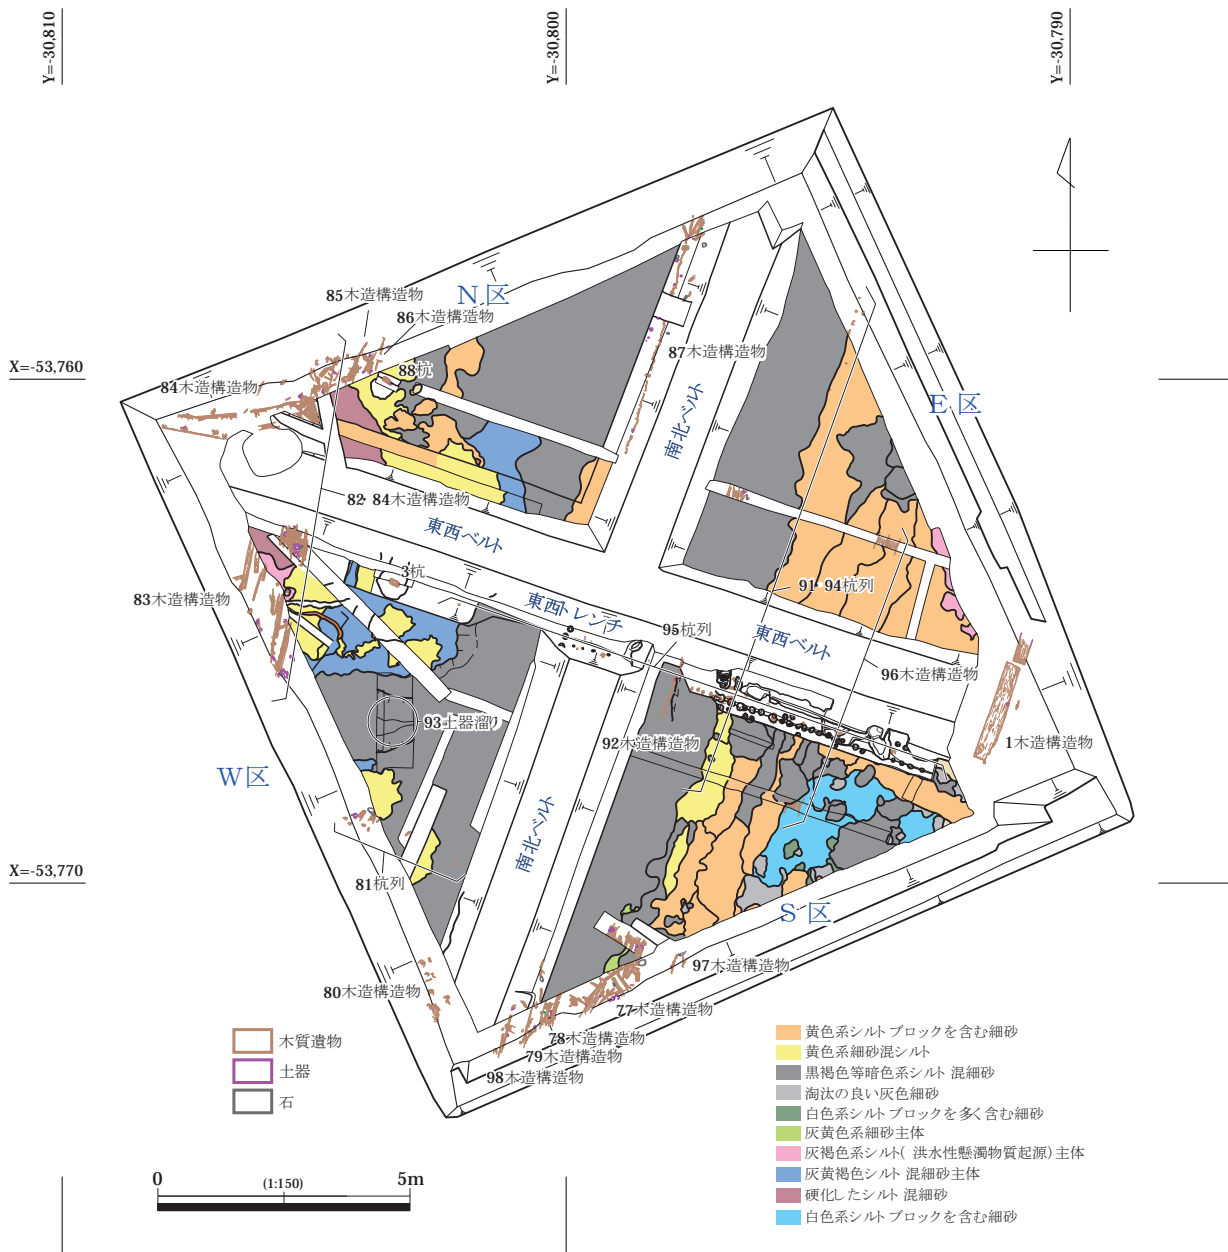 Y=-30,810
Y=-30,800
Y=-30,790
85木造構造物
N区
86木造構造物
X=-53,760
84木造構造物
88杭
87木造構造物
南北ベルト
E区
82・84木造構造物
東西ベルト
3杭
東西トレンチ
91・94杭列
83木造構造物
95杭列
東西ベルト
96木造構造物
93土器溜り
92木造構造物
1木造構造物
W区
南北ベルト
X=-53,770
81杭列
S区
80木造構造物
97木造構造物
77木造構造物
78木造構造物
79木造構造物
98木造構造物
木質遺物
土器
石
黄色系シルトブロックを含む細砂
黄色系細砂混シルト
黒褐色等暗色系シルト混細砂
淘汰の良い灰色細砂
白色系シルトブロックを多く含む細砂
灰黄色系細砂主体
灰褐色系シルト(洪水性懸濁物質起源)主体
灰黄褐色シルト混細砂主体
硬化したシルト混細砂
白色系シルトブロックを含む細砂
0
(1:150)
5m